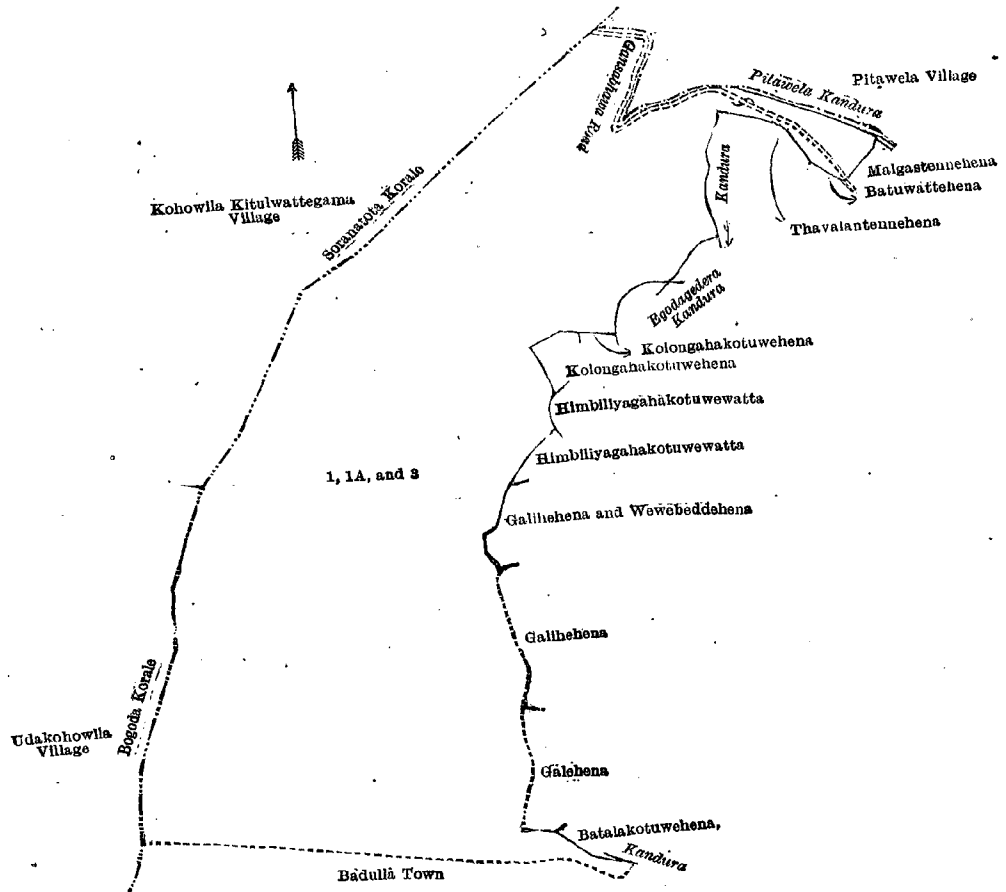 Gansabhawa Road
Pitawela Kandura
Pitawela Village
Kandura
Malgastennehena
Batuwattehena
Thavalantennehena
Kohowila Kitulwattegama
Village
Soranatota Korale
Egodagedera
Kandura
Kolongahakotuwehena
Kolongahakotuwehena
Himbiliyagahakotuwewatta
Himbiliyagahakotuwewatta
1, 1A, and 3
Galihehena and Wewebeddehena
Galihehena
Bogoda Korale
Udakohowila
Village
Galehena
Batalakotuwehena,
Kandura
Badulla Town